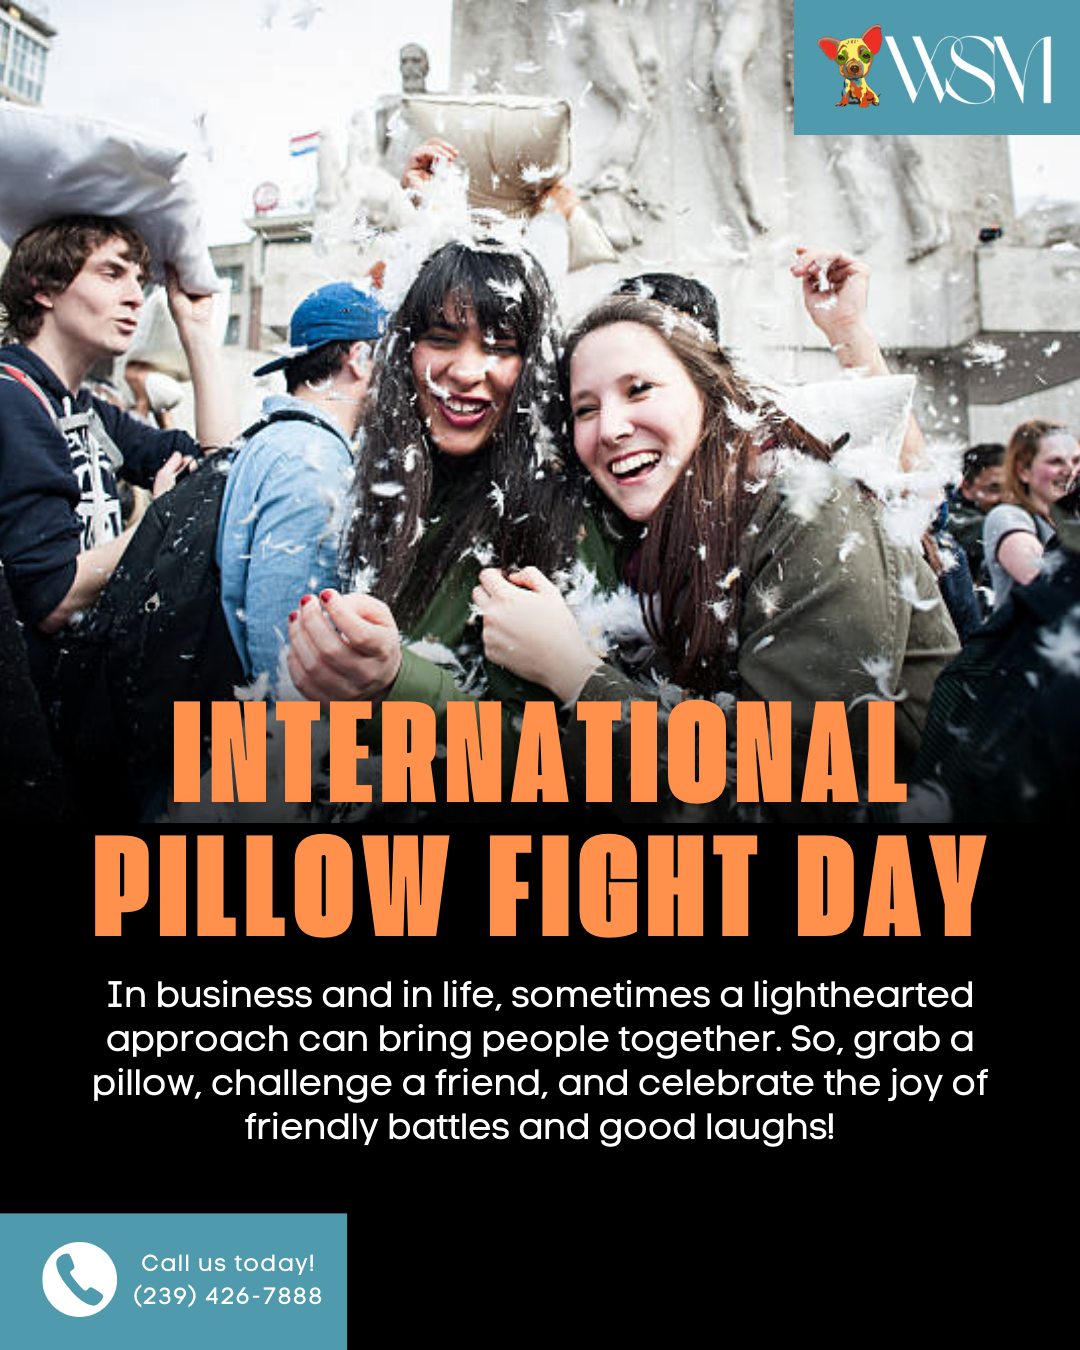 WSM
INTERNATIONAL
PILLOW FIGHT DAY
In business and in life, sometimes a lighthearted
approach can bring people together. So, grab a
pillow, challenge a friend, and celebrate the joy of
friendly battles and good laughs!
Call us today!
(239) 426-7888